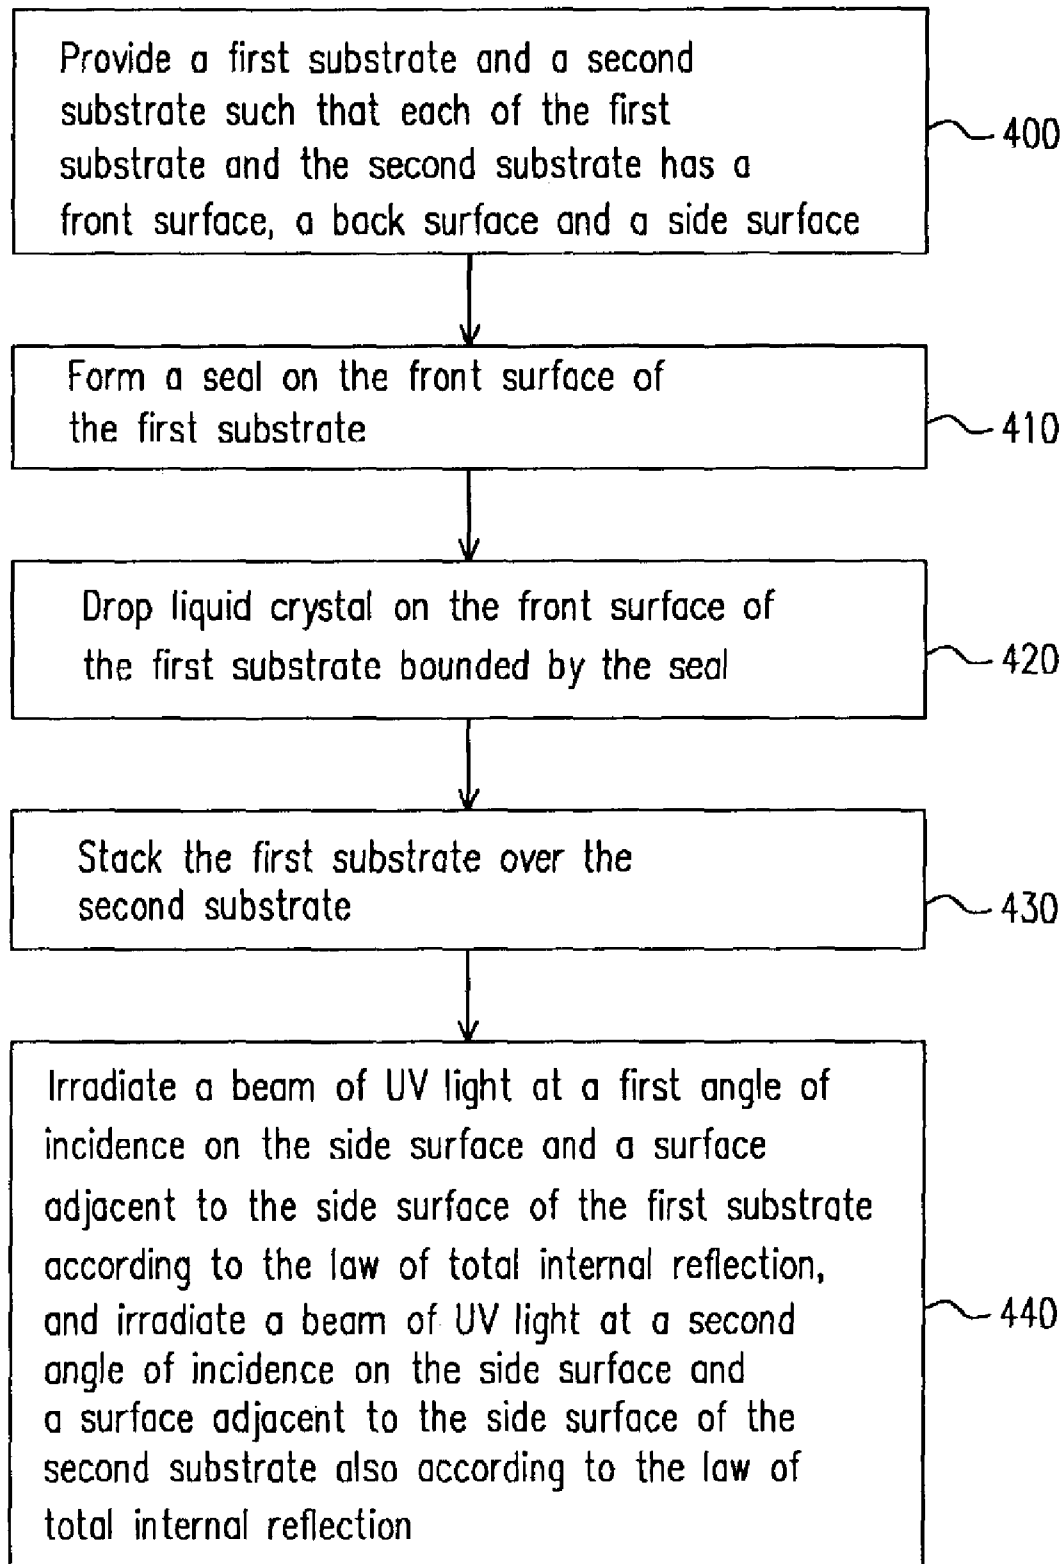 Provide a first substrate and a second
substrate such that each of the first
substrate and the second substrate has a
front surface, a back surface and a side surface
400
Form a seal on the front surface of
the first substrate
410
Drop liquid crystal on the front surface of
the first substrate bounded by the seal
420
Stack the first substrate over the
second substrate
430
Irradiate a beam of UV light at a first angle of
incidence on the side surface and a surface
adjacent to the side surface of the first substrate
according to the law of total internal reflection,
and irradiate a beam of UV light at a second
angle of incidence on the side surface and
a surface adjacent to the side surface of the
second substrate also according to the law of
total internal reflection
440